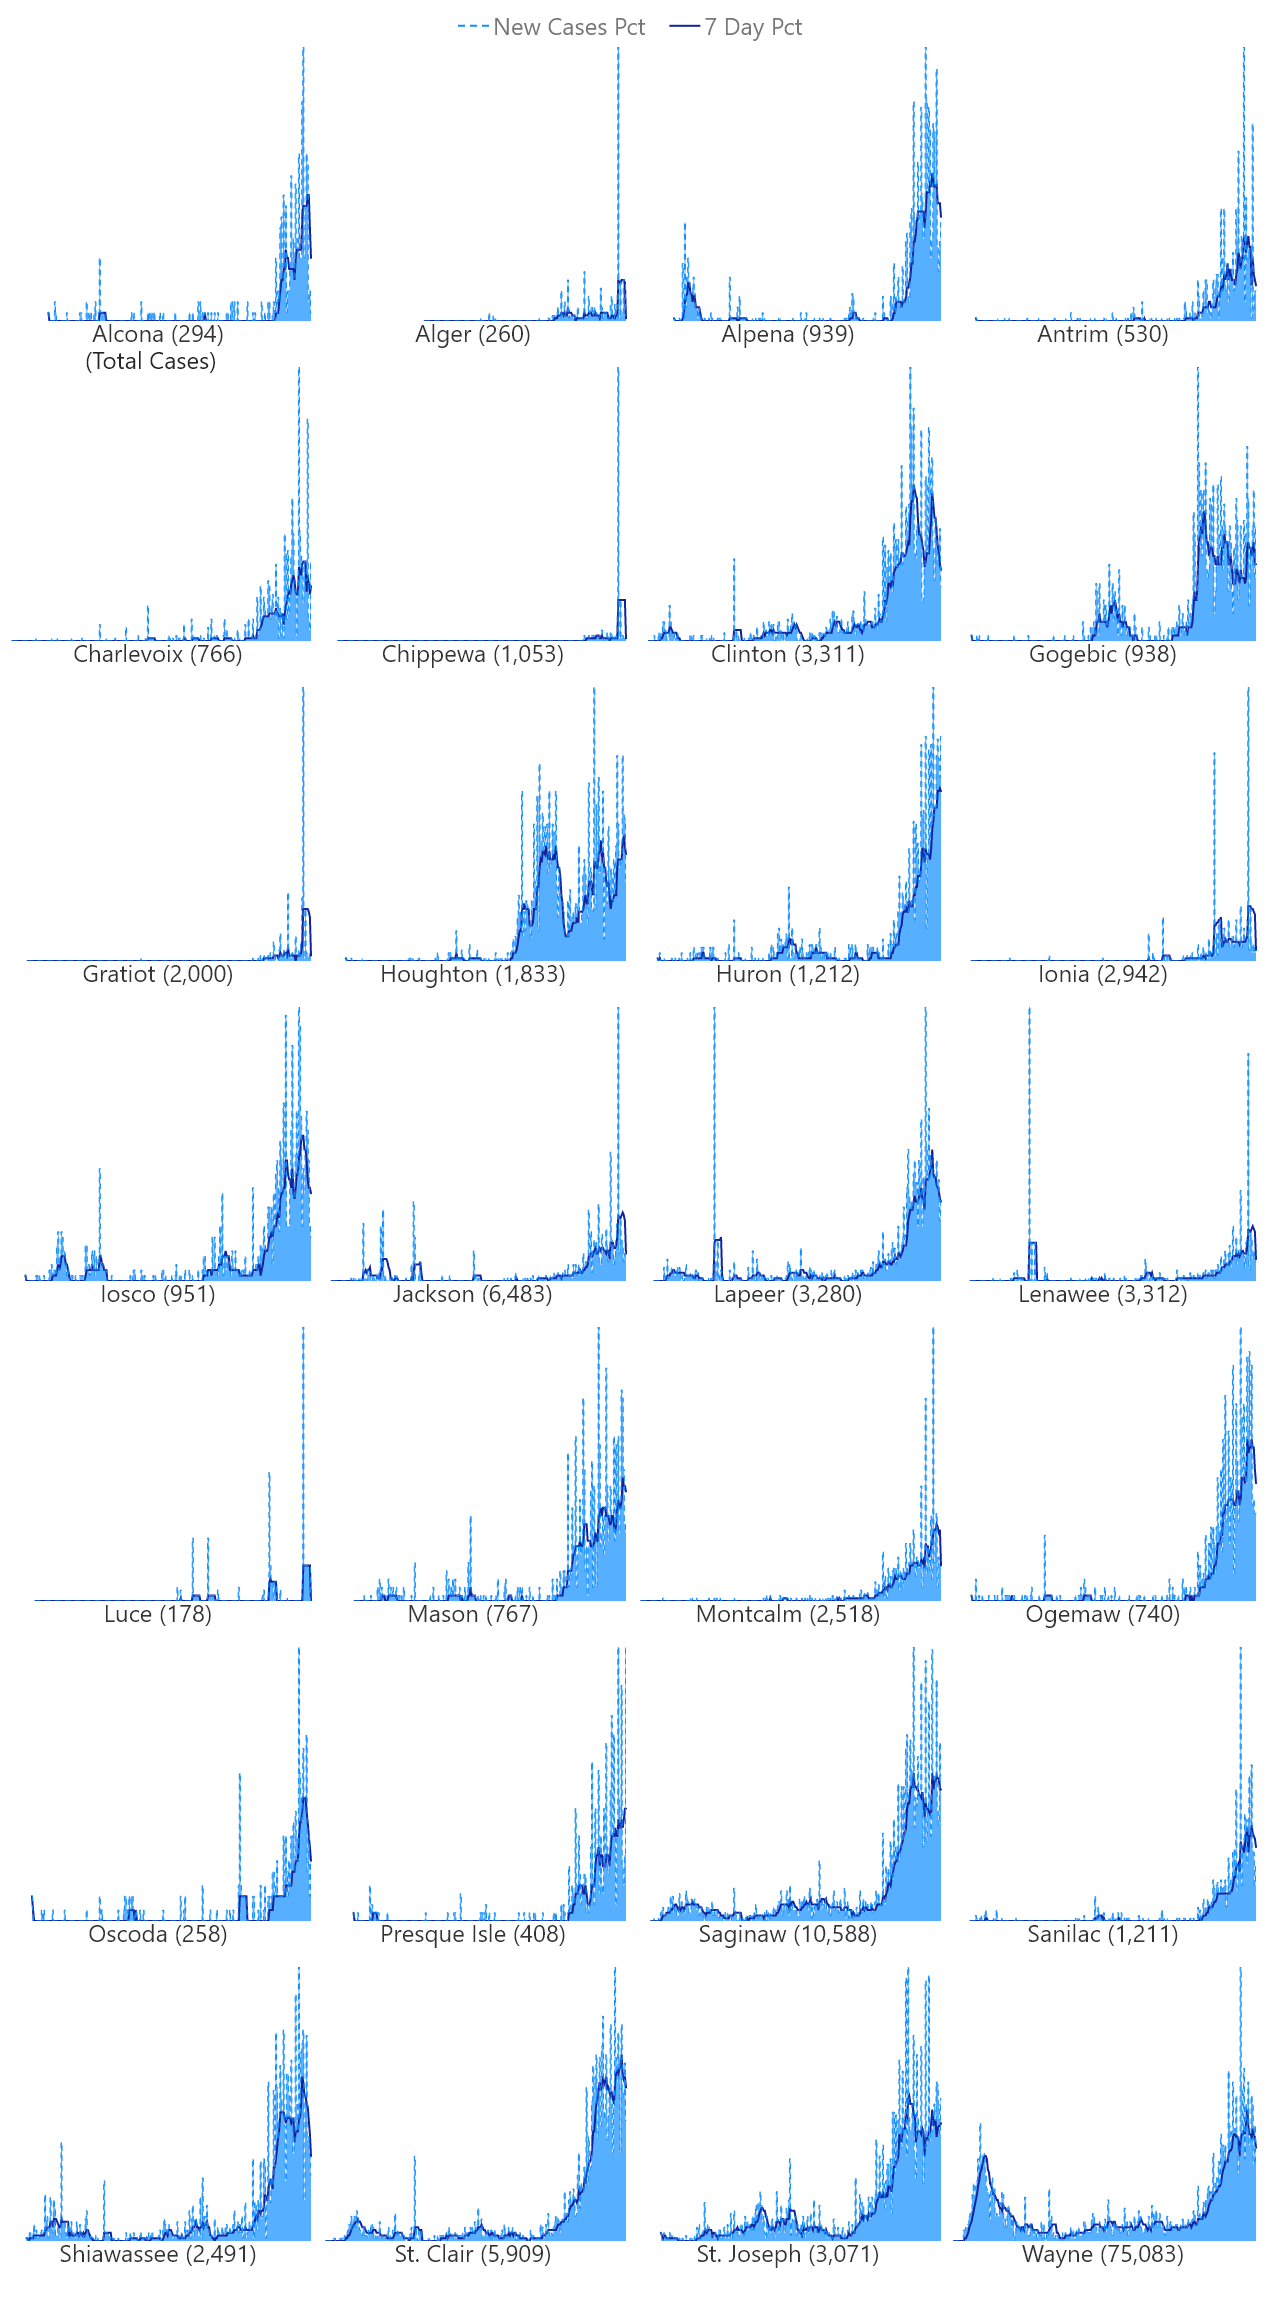 New Cases Pct 7 Day Pct
Alcona (294) Alger (260) Alpena (939) Antrim (530)
(Total Cases)
Charlevoix (766) Chippewa (1,053) Clinton (3,311) Gogebic (938)
Gratiot (2,000) Houghton (1,833) Huron (1,212) Ionia (2,942)
Iosco (951) Jackson (6,483) Lapeer (3,280) Lenawee (3,312)
Luce (178) Mason (767) Montcalm (2,518) Ogemaw (740)
Oscoda (258) Presque Isle (408) Saginaw (10,588) Sanilac (1,211)
Shiawassee (2,491) St. Clair (5,909) St. Joseph (3,071) Wayne (75,083)